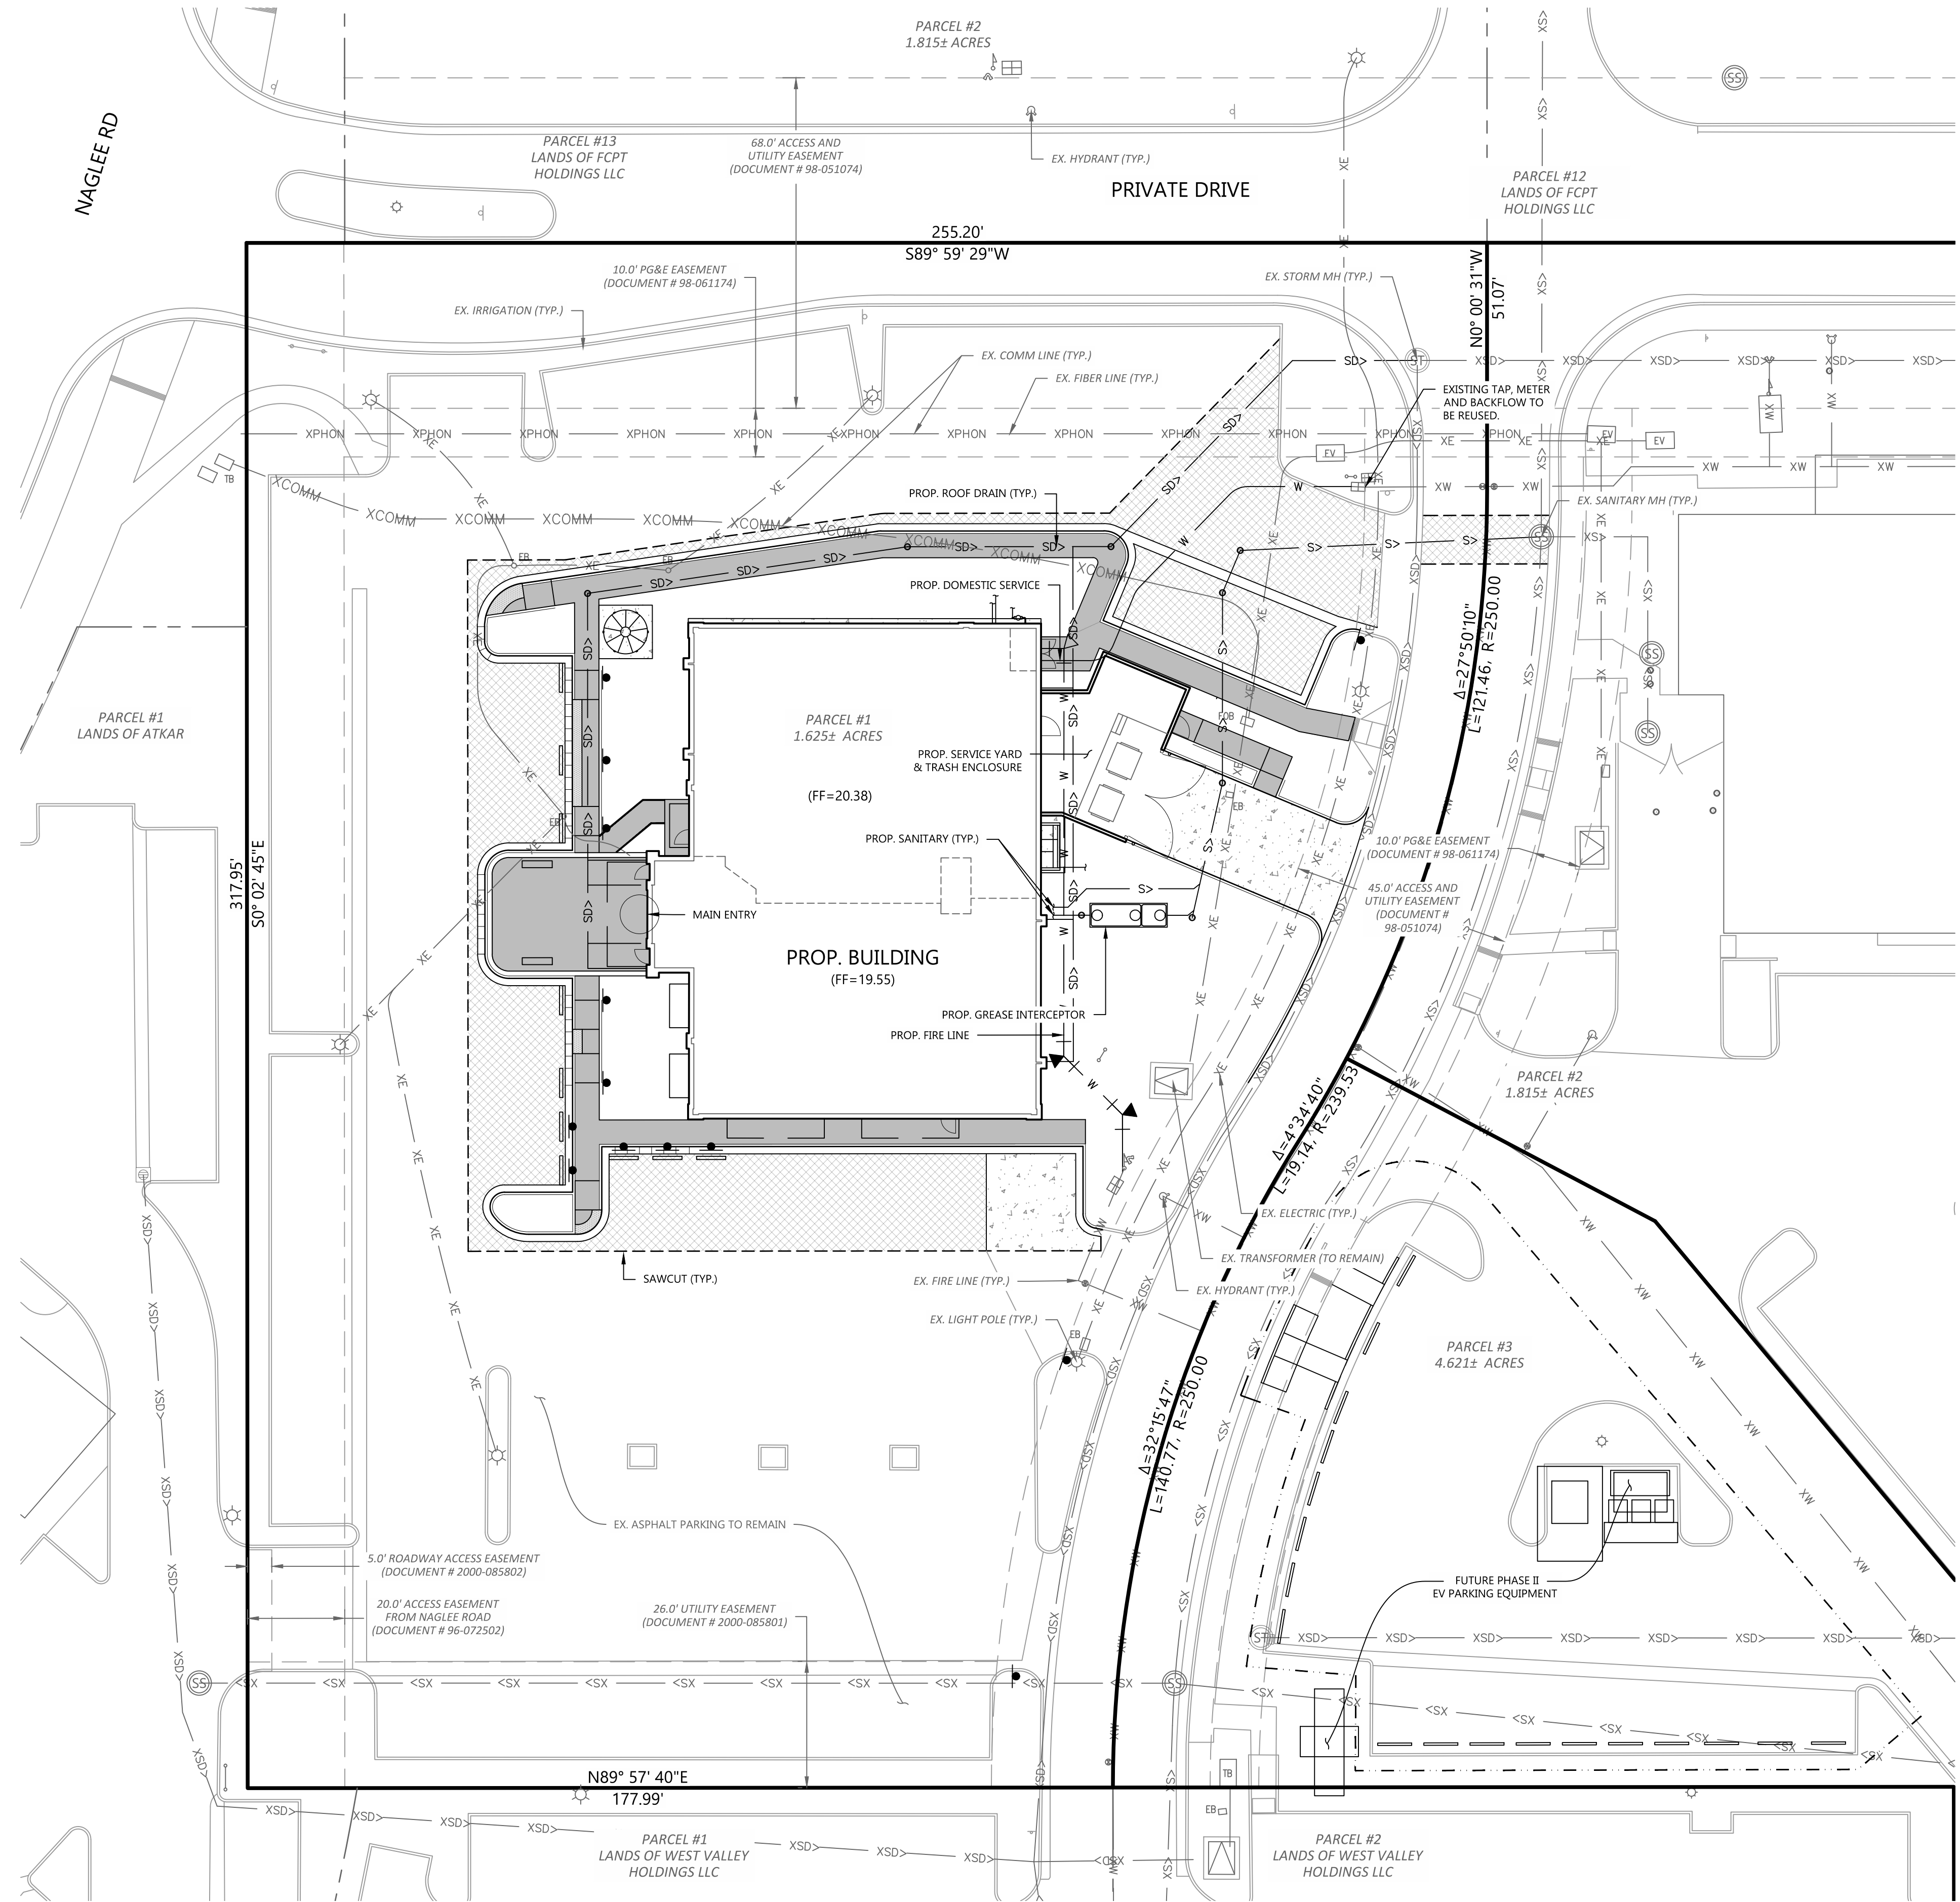 PARCEL #2
1.815± ACRES
NAGLEE RD
PARCEL #13
LANDS OF FCPT
HOLDINGS LLC
68.0' ACCESS AND
UTILITY EASEMENT
(DOCUMENT # 98-051074)
EX. HYDRANT (TYP.)
PRIVATE DRIVE
PARCEL #12
LANDS OF FCPT
HOLDINGS LLC
255.20'
S89° 59' 29"W
10.0' PG&E EASEMENT
(DOCUMENT # 98-061174)
EX. STORM MH (TYP.)
N0° 00' 31"W
51.07'
EX. IRRIGATION (TYP.)
EX. COMM LINE (TYP.)
EX. FIBER LINE (TYP.)
EXISTING TAP, METER
AND BACKFLOW TO
BE REUSED.
PROP. ROOF DRAIN (TYP.)
EX. SANITARY MH (TYP.)
PROP. DOMESTIC SERVICE
Δ=27°50'10"
L=121.46, R=250.00
PARCEL #1
LANDS OF ATKAR
PARCEL #1
1.625± ACRES
PROP. SERVICE YARD
& TRASH ENCLOSURE
(FF=20.38)
PROP. SANITARY (TYP.)
10.0' PG&E EASEMENT
(DOCUMENT # 98-061174)
317.95'
S0° 02' 45"E
45.0' ACCESS AND
UTILITY EASEMENT
(DOCUMENT #
98-051074)
MAIN ENTRY
PROP. BUILDING
(FF=19.55)
PROP. GREASE INTERCEPTOR
PROP. FIRE LINE
PARCEL #2
1.815± ACRES
Δ=4°34'40"
L=19.14, R=239.53
EX. ELECTRIC (TYP.)
EX. TRANSFORMER (TO REMAIN)
SAWCUT (TYP.)
EX. FIRE LINE (TYP.)
EX. HYDRANT (TYP.)
EX. LIGHT POLE (TYP.)
PARCEL #3
4.621± ACRES
Δ=32°15'47"
L=140.77, R=250.00
EX. ASPHALT PARKING TO REMAIN
5.0' ROADWAY ACCESS EASEMENT
(DOCUMENT # 2000-085802)
FUTURE PHASE II
EV PARKING EQUIPMENT
20.0' ACCESS EASEMENT
FROM NAGLEE ROAD
(DOCUMENT # 96-072502)
26.0' UTILITY EASEMENT
(DOCUMENT # 2000-085801)
N89° 57' 40"E
177.99'
PARCEL #1
LANDS OF WEST VALLEY
HOLDINGS LLC
PARCEL #2
LANDS OF WEST VALLEY
HOLDINGS LLC